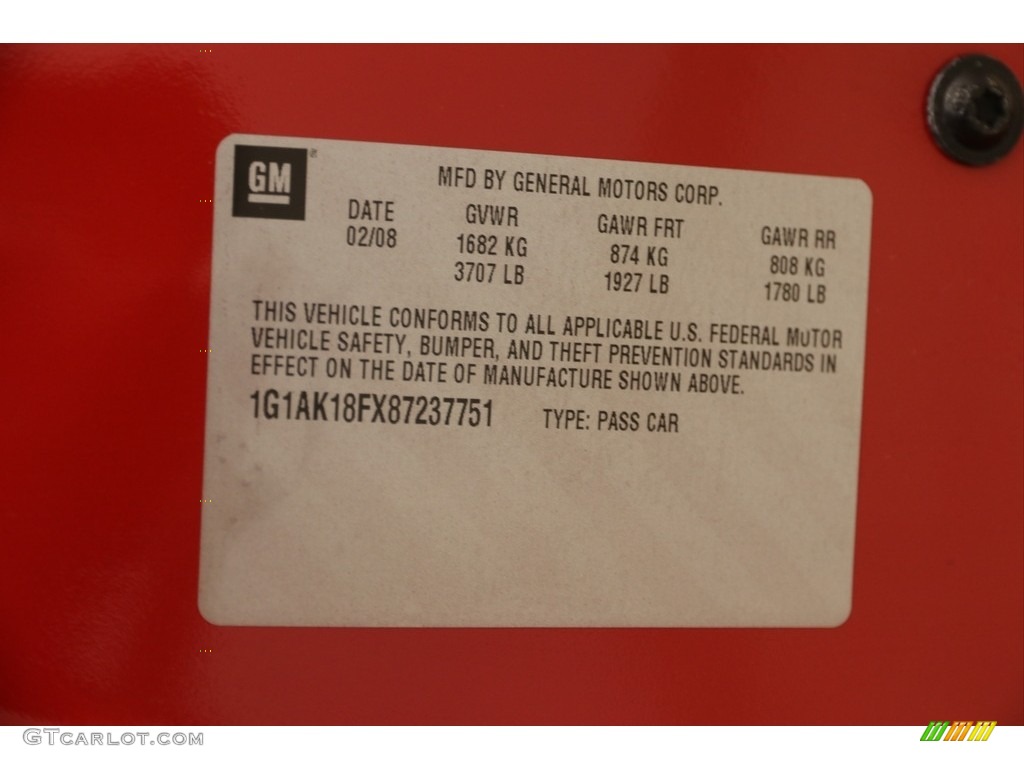 GM
MFD BY GENERAL MOTORS CORP.
DATE GVWR GAWR FRT GAWR RR
02/08 1682 KG 874 KG 808 KG
3707 LB 1927 LB 1780 LB
THIS VEHICLE CONFORMS TO ALL APPLICABLE U.S. FEDERAL MOTOR
VEHICLE SAFETY, BUMPER, AND THEFT PREVENTION STANDARDS IN
EFFECT ON THE DATE OF MANUFACTURE SHOWN ABOVE.
1G1AK18FX87237751 TYPE: PASS CAR
GTCARLOT.COM